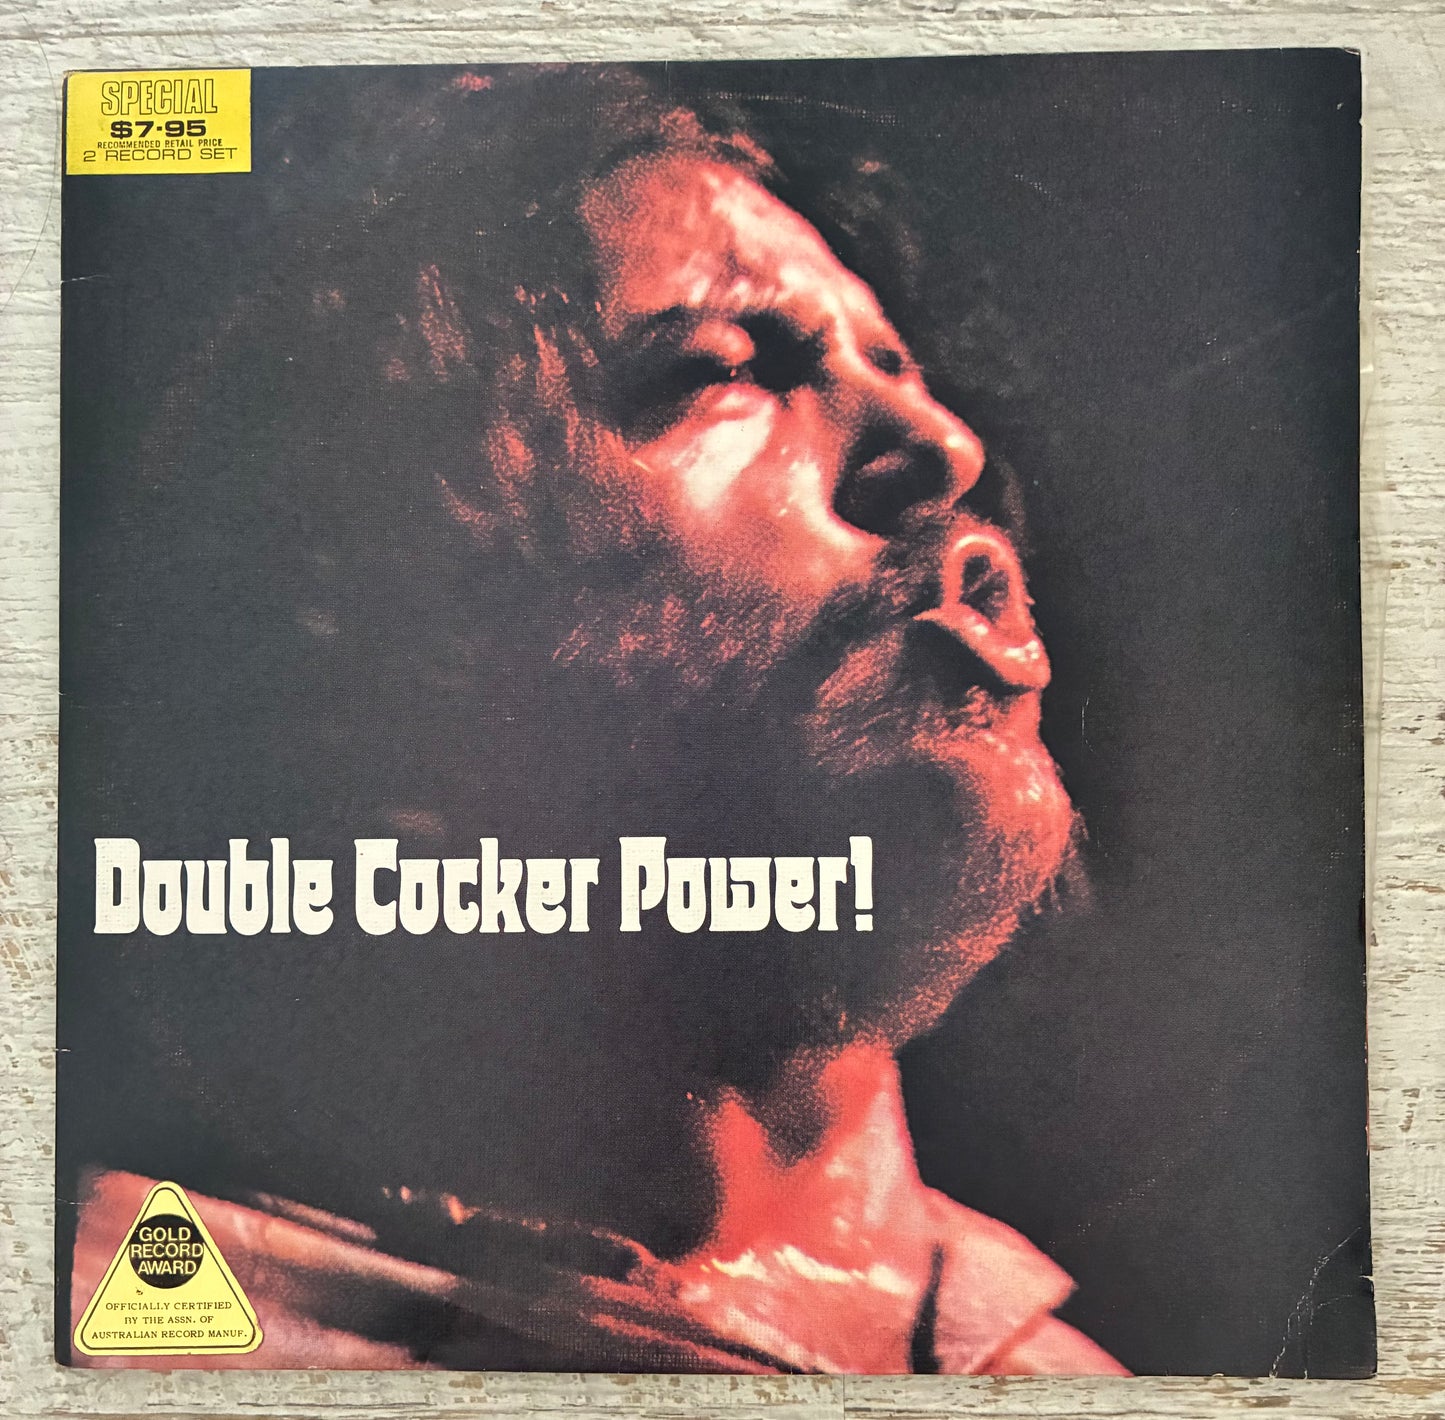 SPECIAL
$7·95
RECOMMENDED RETAIL PRICE
2 RECORD SET
Double Cocker Power!
GOLD
RECORD
AWARD
OFFICIALLY CERTIFIED
BY THE ASSN. OF
AUSTRALIAN RECORD MANUF.